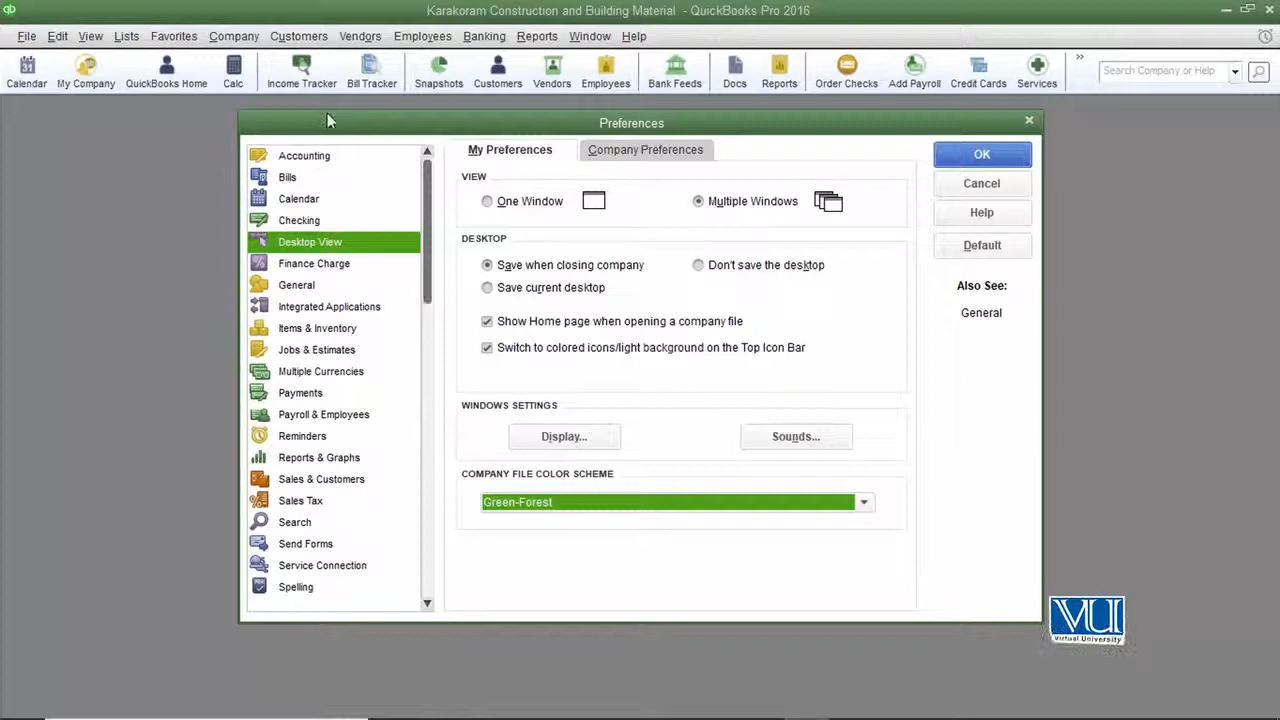 Karakoram Construction and Building Material - QuickBooks Pro 2016
File Edit View Lists Favorites Company Customers Vendors Employees Banking Reports Window Help
31
Calendar My Company QuickBooks Home Calc Income Tracker Bill Tracker Snapshots Customers Vendors Employees Bank Feeds Docs Reports Order Checks Add Payroll Credit Cards Services Search Company or Help
Preferences
Accounting
Bills
Calendar
Checking
Desktop View
Finance Charge
General
Integrated Applications
Items & Inventory
Jobs & Estimates
Multiple Currencies
Payments
Payroll & Employees
Reminders
Reports & Graphs
Sales & Customers
Sales Tax
Search
Send Forms
Service Connection
Spelling
My Preferences Company Preferences
VIEW
One Window Multiple Windows
DESKTOP
Save when closing company Don't save the desktop
Save current desktop
Show Home page when opening a company file
Switch to colored icons/light background on the Top Icon Bar
WINDOWS SETTINGS
Display... Sounds...
COMPANY FILE COLOR SCHEME
Green-Forest
OK
Cancel
Help
Default
Also See:
General
VU
Virtual University